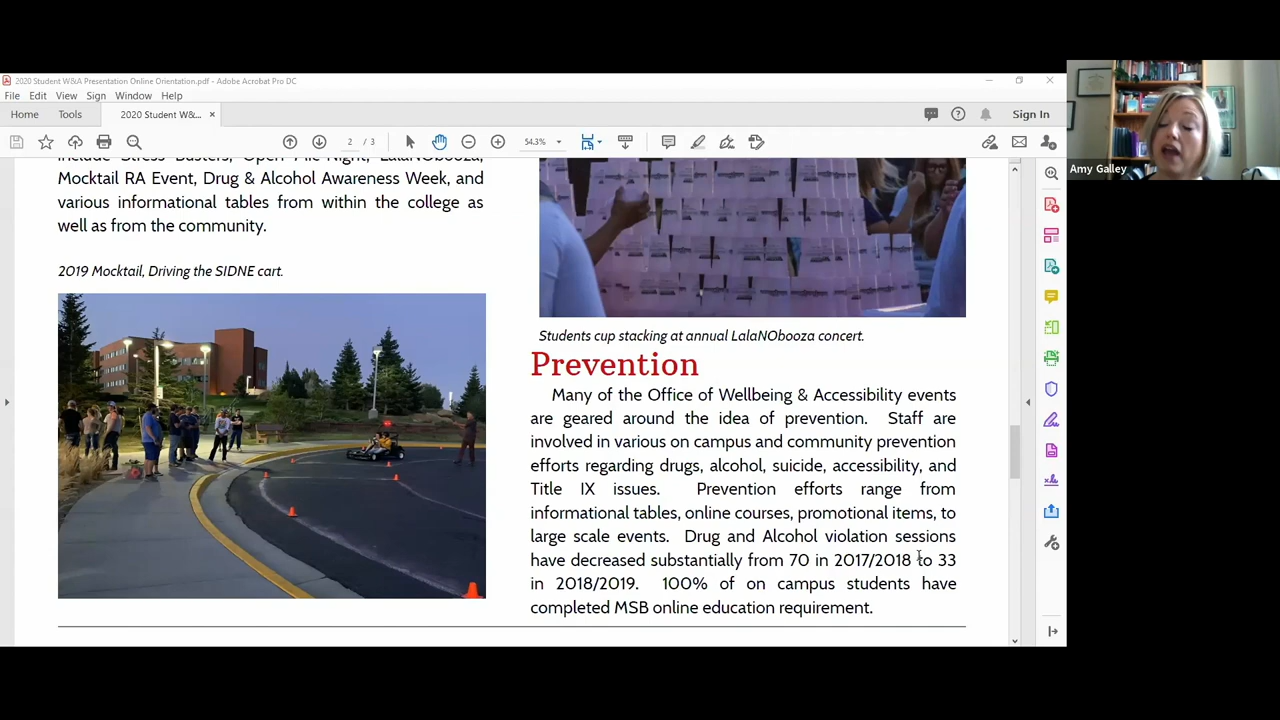 2020 Student W&A Presentation Online Orientation.pdf - Adobe Acrobat Pro DC
File Edit View Sign Window Help
Home Tools 2020 Student W&... × Sign In
2 / 3 54.3%
Amy Galley
include Stress Busters, Open Mic Night, LalaNObooza,
Mocktail RA Event, Drug & Alcohol Awareness Week, and
various informational tables from within the college as
well as from the community.
2019 Mocktail, Driving the SIDNE cart.
Students cup stacking at annual LalaNObooza concert.
Prevention
Many of the Office of Wellbeing & Accessibility events
are geared around the idea of prevention. Staff are
involved in various on campus and community prevention
efforts regarding drugs, alcohol, suicide, accessibility, and
Title IX issues. Prevention efforts range from
informational tables, online courses, promotional items, to
large scale events. Drug and Alcohol violation sessions
have decreased substantially from 70 in 2017/2018 to 33
in 2018/2019. 100% of on campus students have
completed MSB online education requirement.